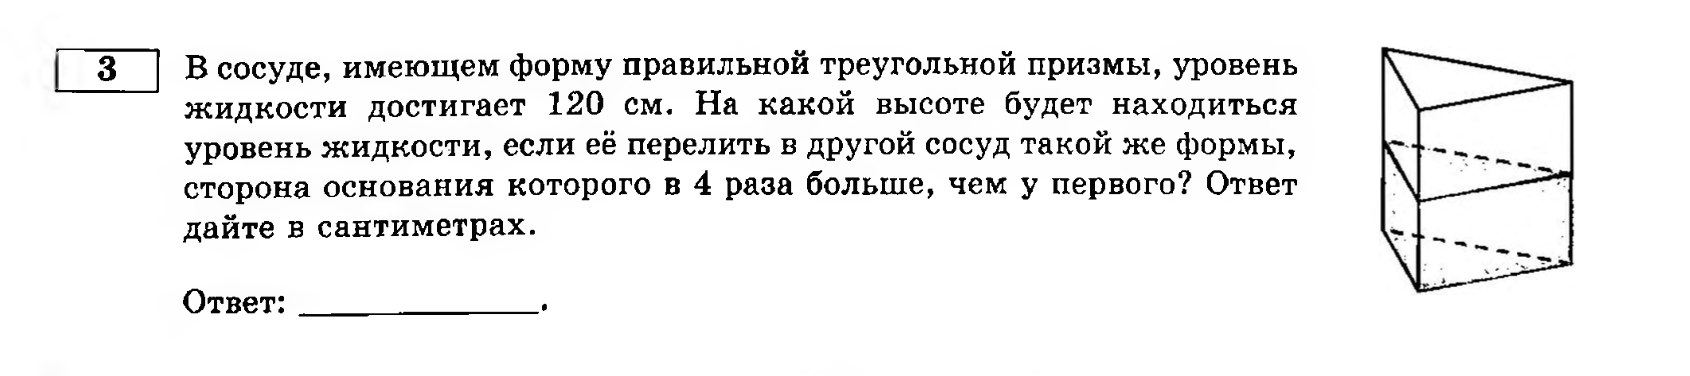 3
В сосуде, имеющем форму правильной треугольной призмы, уровень
жидкости достигает 120 см. На какой высоте будет находиться
уровень жидкости, если её перелить в другой сосуд такой же формы,
сторона основания которого в 4 раза больше, чем у первого? Ответ
дайте в сантиметрах.
Ответ: ______________.